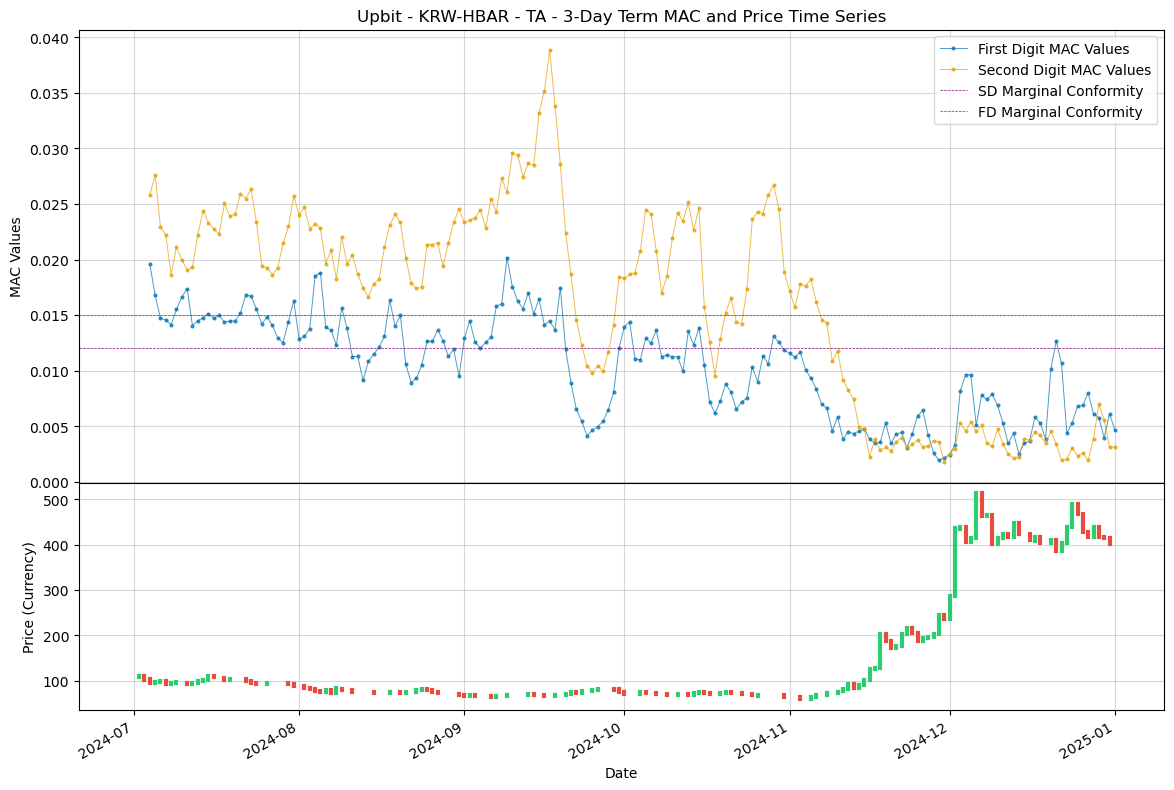 Upbit - KRW-HBAR - TA - 3-Day Term MAC and Price Time Series
0.040
0.035
0.030
0.025
0.020
0.015
0.010
0.005
0.000
MAC Values
First Digit MAC Values
Second Digit MAC Values
SD Marginal Conformity
FD Marginal Conformity
500
400
300
200
100
Price (Currency)
2024-07
2024-08
2024-09
2024-10
2024-11
2024-12
2025-01
Date